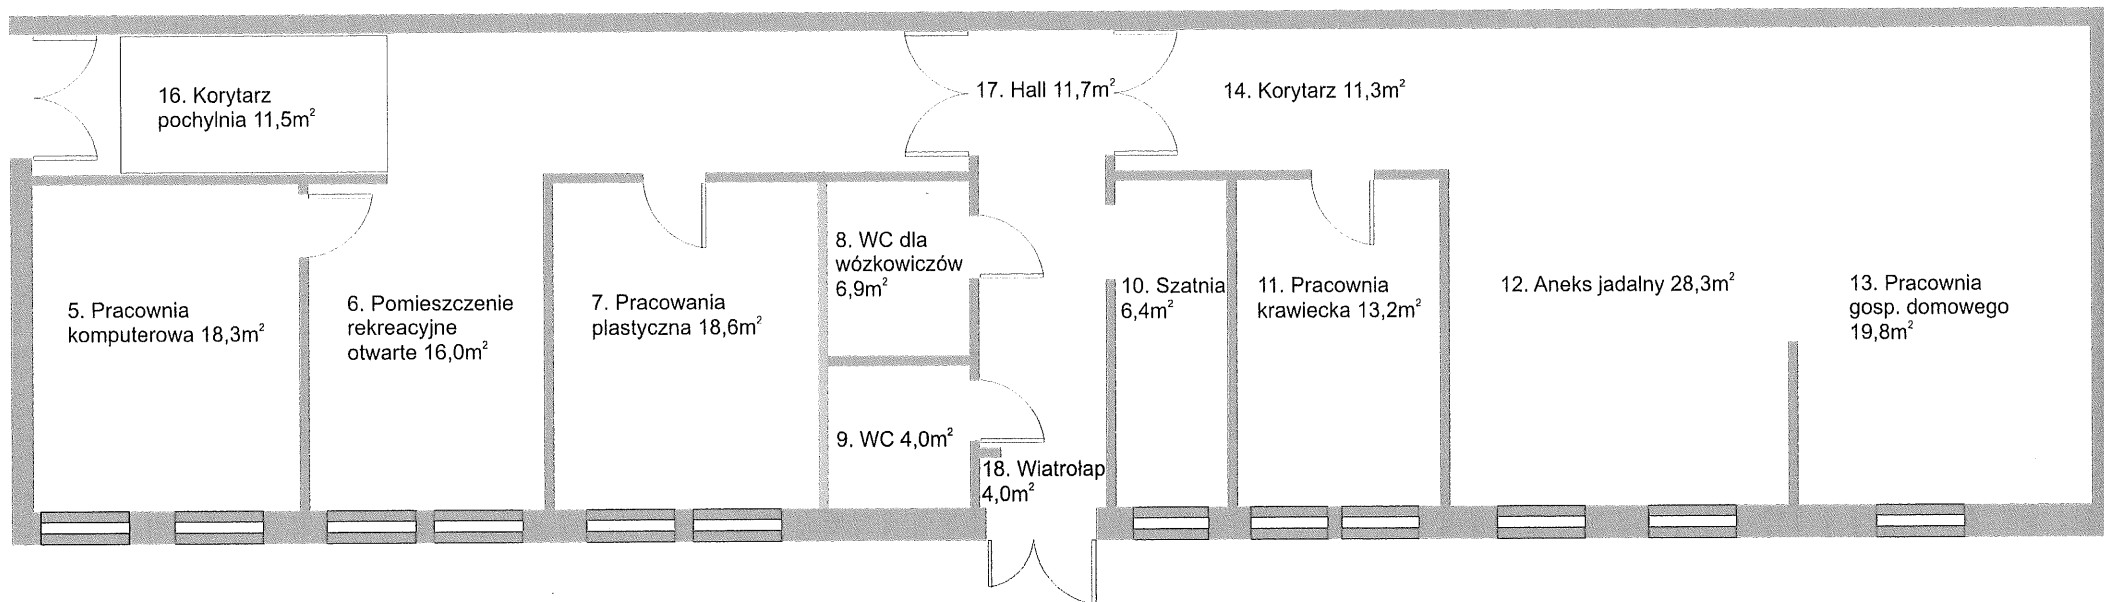 16. Korytarz
pochylnia 11,5m²
17. Hall 11,7m²
14. Korytarz 11,3m²
5. Pracownia
komputerowa 18,3m²
6. Pomieszczenie
rekreacyjne
otwarte 16,0m²
7. Pracowania
plastyczna 18,6m²
8. WC dla
wózkowiczów
6,9m²
9. WC 4,0m²
18. Wiatrołap
4,0m²
10. Szatnia
6,4m²
11. Pracownia
krawiecka 13,2m²
12. Aneks jadalny 28,3m²
13. Pracownia
gosp. domowego
19,8m²